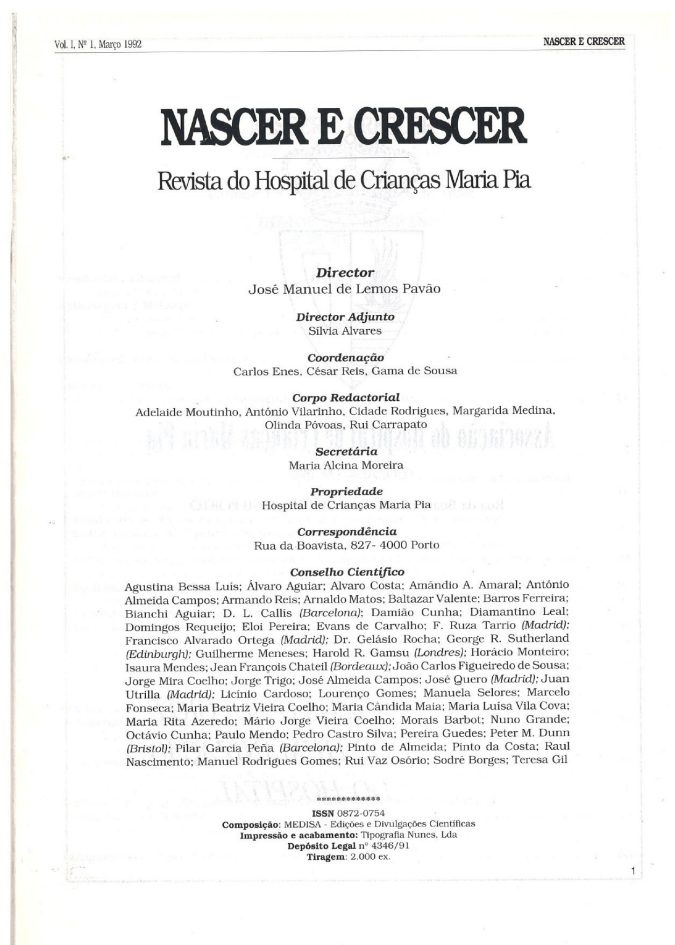 Vol. I, Nº 1, Março 1992
NASCER E CRESCER
NASCER E CRESCER
Revista do Hospital de Crianças Maria Pia
Director
José Manuel de Lemos Pavão
Director Adjunto
Sílvia Alvares
Coordenação
Carlos Enes, César Reis, Gama de Sousa
Corpo Redactorial
Adelaide Moutinho, António Vilarinho, Cidade Rodrigues, Margarida Medina,
Olinda Póvoas, Rui Carrapato
Secretária
Maria Alcina Moreira
Propriedade
Hospital de Crianças Maria Pia
Correspondência
Rua da Boavista, 827- 4000 Porto
Conselho Científico
Agustina Bessa Luís; Álvaro Aguiar; Alvaro Costa; Amândio A. Amaral; António
Almeida Campos; Armando Reis; Arnaldo Matos; Baltazar Valente; Barros Ferreira;
Bianchi Aguiar; D. L. Callis (Barcelona); Damião Cunha; Diamantino Leal;
Domingos Requeijo; Eloi Pereira; Evans de Carvalho; F. Ruza Tarrio (Madrid);
Francisco Alvarado Ortega (Madrid); Dr. Gelásio Rocha; George R. Sutherland
(Edinburgh); Guilherme Meneses; Harold R. Gamsu (Londres); Horácio Monteiro;
Isaura Mendes; Jean François Chateil (Bordeaux); João Carlos Figueiredo de Sousa;
Jorge Mira Coelho; Jorge Trigo; José Almeida Campos; José Quero (Madrid); Juan
Utrilla (Madrid); Licínio Cardoso; Lourenço Gomes; Manuela Selores; Marcelo
Fonseca; Maria Beatriz Vieira Coelho; Maria Cândida Maia; Maria Luísa Vila Cova;
Maria Rita Azeredo; Mário Jorge Vieira Coelho; Morais Barbot; Nuno Grande;
Octávio Cunha; Paulo Mendo; Pedro Castro Silva; Pereira Guedes; Peter M. Dunn
(Bristol); Pilar Garcia Peña (Barcelona); Pinto de Almeida; Pinto da Costa; Raul
Nascimento; Manuel Rodrigues Gomes; Rui Vaz Osório; Sodré Borges; Teresa Gil
*************
ISSN 0872-0754
Composição: MEDISA - Edições e Divulgações Científicas
Impressão e acabamento: Tipografia Nunes, Lda
Depósito Legal nº 4346/91
Tiragem: 2.000 ex.
1